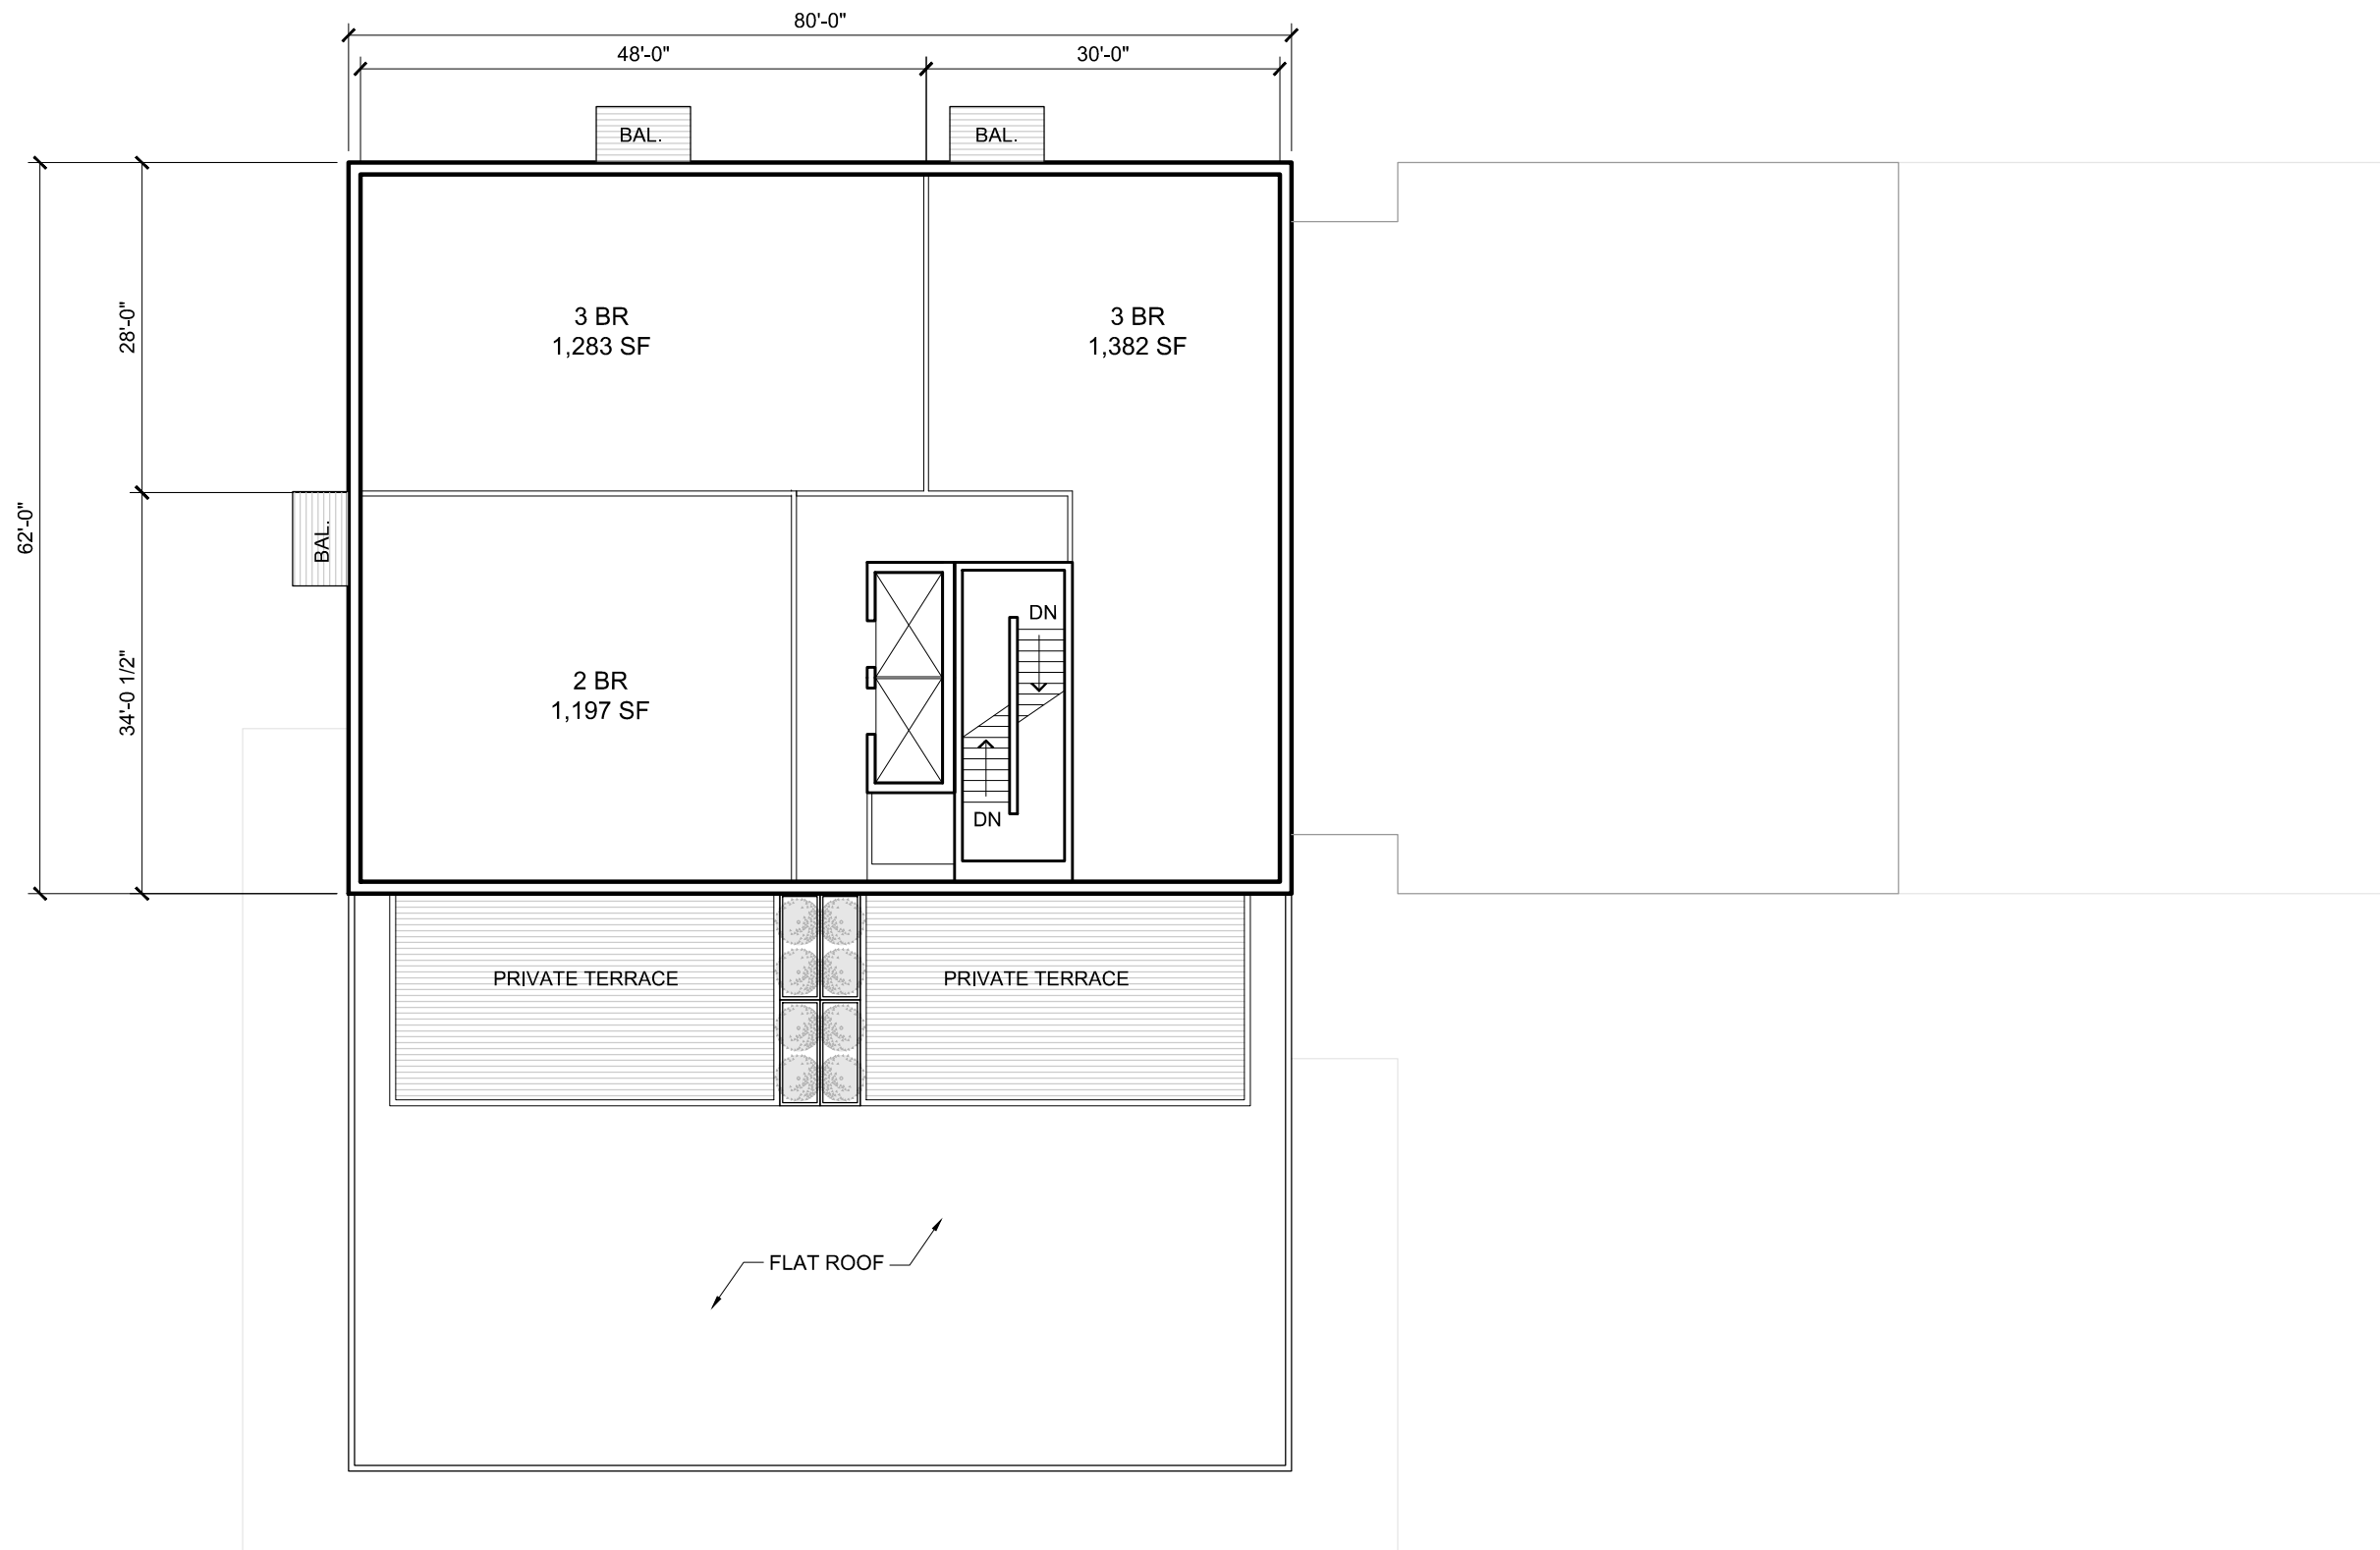 80'-0"
48'-0"
30'-0"
BAL.
BAL.
28'-0"
3 BR
1,283 SF
3 BR
1,382 SF
62'-0"
BAL.
DN
34'-0 1/2"
2 BR
1,197 SF
DN
PRIVATE TERRACE
PRIVATE TERRACE
FLAT ROOF